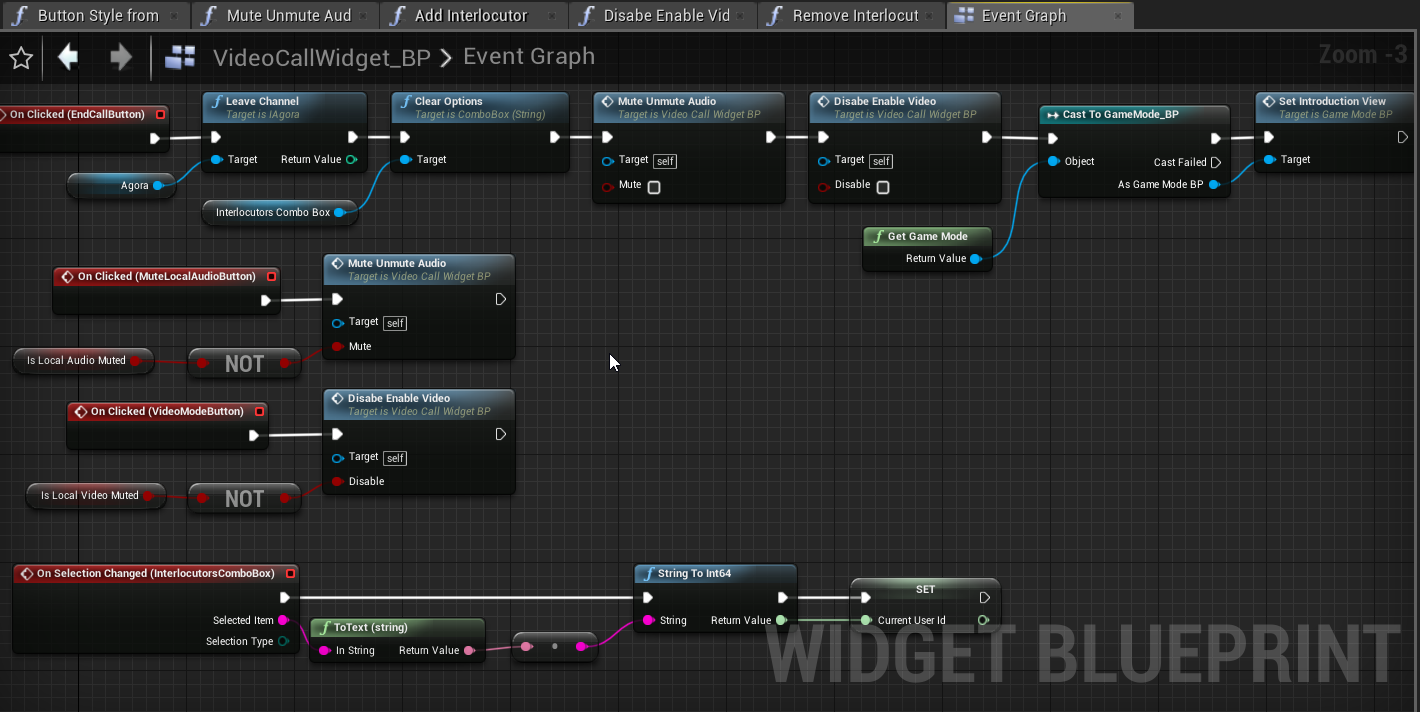 Button Style from
Mute Unmute Aud
Add Interlocutor
Disabe Enable Vid
Remove Interlocut
Event Graph
VideoCallWidget_BP
Event Graph
Zoom -3
On Clicked (EndCallButton)
Leave Channel
Target is IAgora
Target
Return Value
Agora
Clear Options
Target is ComboBox (String)
Target
Interlocutors Combo Box
Mute Unmute Audio
Target is Video Call Widget BP
Target self
Mute
Disabe Enable Video
Target is Video Call Widget BP
Target self
Disable
Cast To GameMode_BP
Object
Cast Failed
As Game Mode BP
Get Game Mode
Return Value
Set Introduction View
Target is Game Mode BP
Target
On Clicked (MuteLocalAudioButton)
Mute Unmute Audio
Target is Video Call Widget BP
Target self
Mute
Is Local Audio Muted
NOT
On Clicked (VideoModeButton)
Disabe Enable Video
Target is Video Call Widget BP
Target self
Disable
Is Local Video Muted
NOT
On Selection Changed (InterlocutorsComboBox)
Selected Item
Selection Type
ToText (string)
In String
Return Value
String To Int64
String
Return Value
SET
Current User Id
WIDGET BLUEPRINT